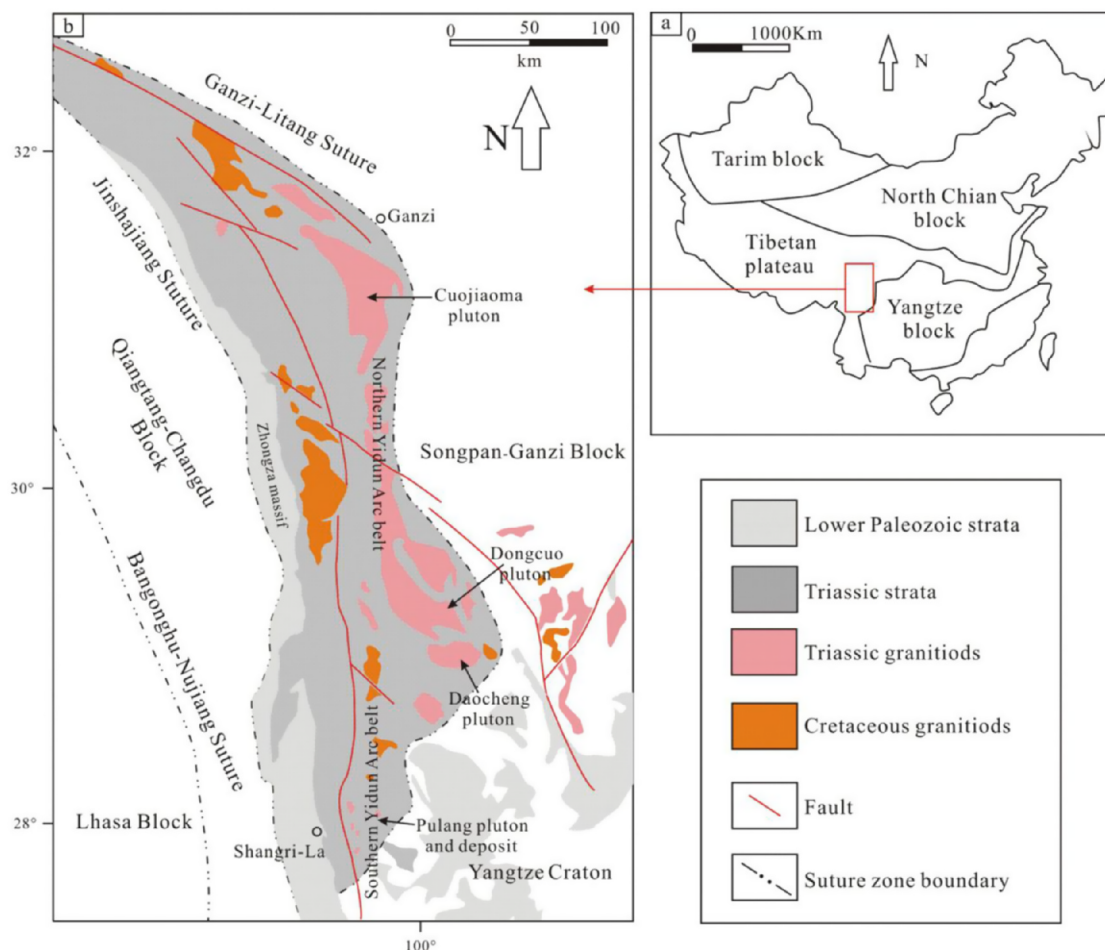 b
0 50 100
km
N
32°
30°
28°
100°
Ganzi-Litang Suture
Jinshajiang Stuture
Ganzi
Cuojiaoma
pluton
Qiangtang-Changdu
Block
Zhongza massif
Northern Yidun Arc belt
Songpan-Ganzi Block
Dongcuo
pluton
Bangonghu-Nujiang Suture
Daocheng
pluton
Southern Yidun Arc belt
Lhasa Block
Shangri-La
Pulang pluton
and deposit
Yangtze Craton
a
0 1000Km
N
Tarim block
North Chian
block
Tibetan
plateau
Yangtze
block
Lower Paleozoic strata
Triassic strata
Triassic granitiods
Cretaceous granitiods
Fault
Suture zone boundary